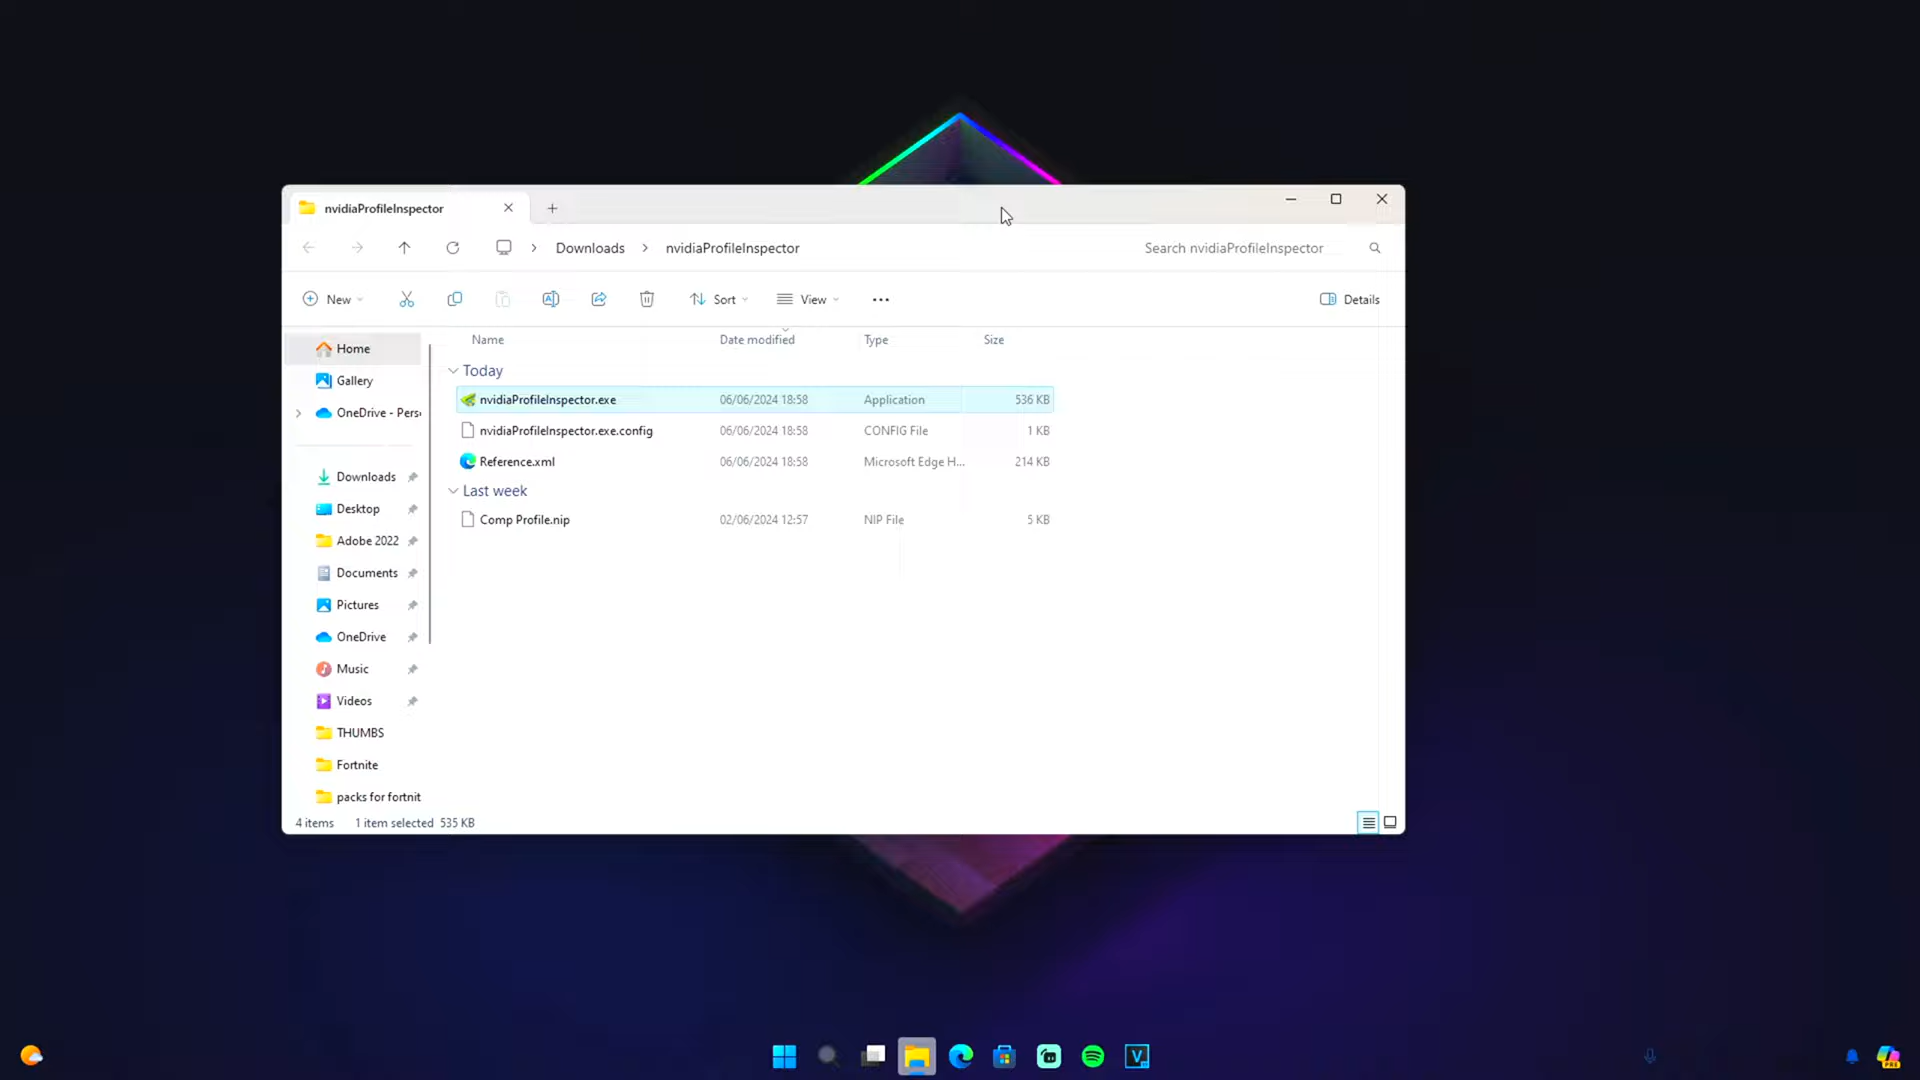 nvidiaProfileInspector
Downloads > nvidiaProfileInspector
Search nvidiaProfileInspector
New
Sort
View
Details
Name Date modified Type Size
Home
Gallery
OneDrive - Pers
Downloads
Desktop
Adobe 2022
Documents
Pictures
OneDrive
Music
Videos
THUMBS
Fortnite
packs for fortnit
Today
nvidiaProfileInspector.exe 06/06/2024 18:58 Application 536 KB
nvidiaProfileInspector.exe.config 06/06/2024 18:58 CONFIG File 1 KB
Reference.xml 06/06/2024 18:58 Microsoft Edge H... 214 KB
Last week
Comp Profile.nip 02/06/2024 12:57 NIP File 5 KB
4 items 1 item selected 535 KB
V
PRE